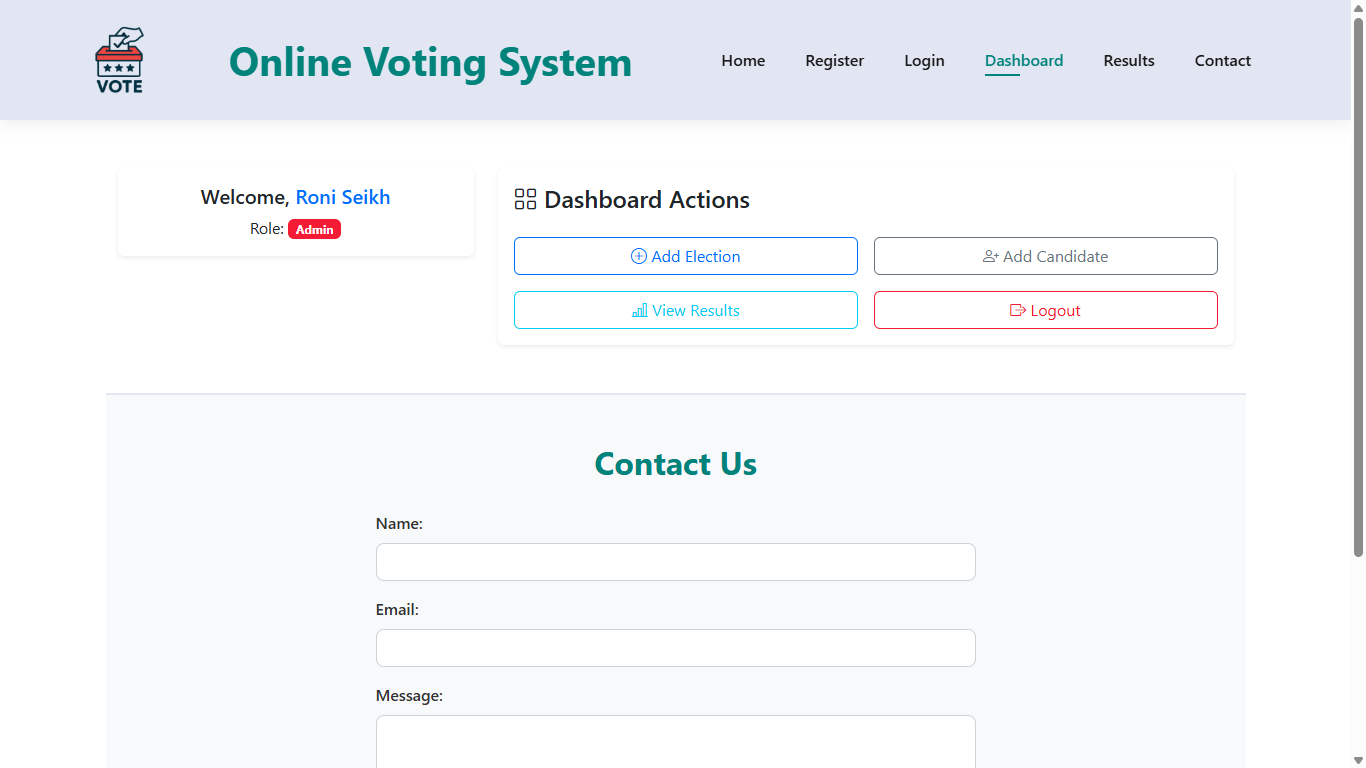 VOTE
Online Voting System
Home Register Login Dashboard Results Contact
Welcome, Roni Seikh
Role: Admin
Dashboard Actions
Add Election
Add Candidate
View Results
Logout
Contact Us
Name:
Email:
Message: